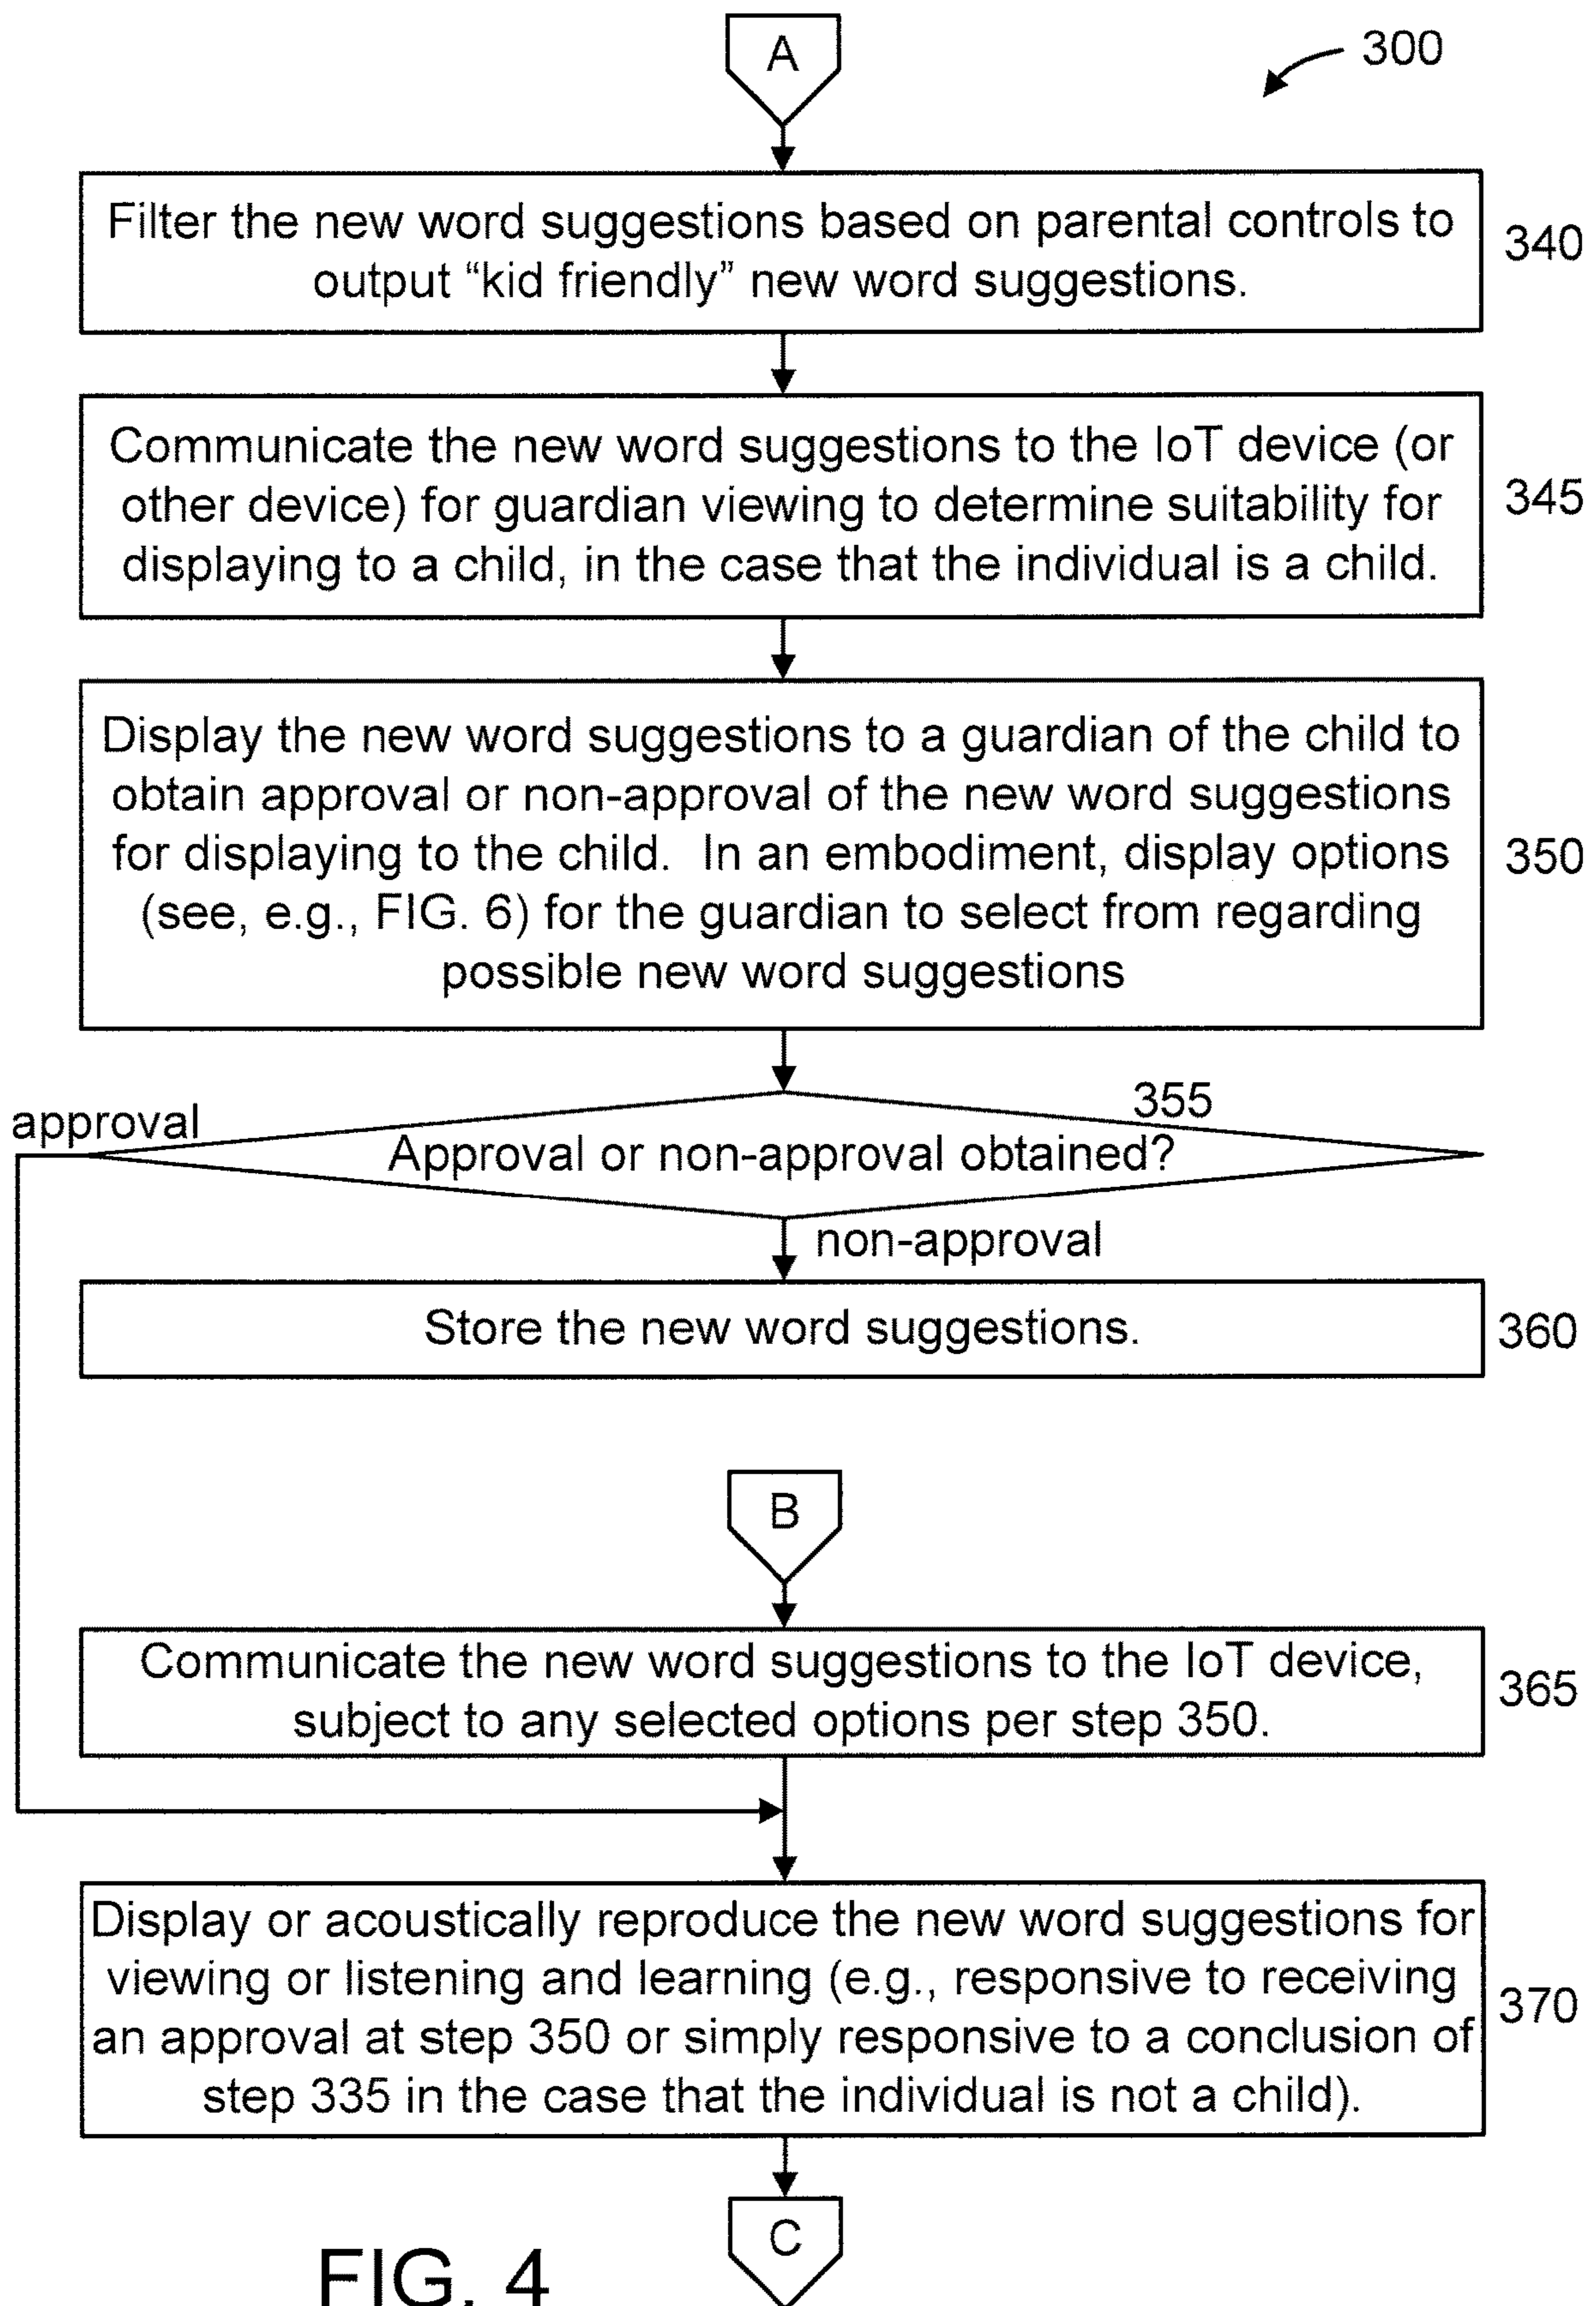 A
300
Filter the new word suggestions based on parental controls to
output “kid friendly” new word suggestions.
340
Communicate the new word suggestions to the IoT device (or
other device) for guardian viewing to determine suitability for
displaying to a child, in the case that the individual is a child.
345
Display the new word suggestions to a guardian of the child to
obtain approval or non-approval of the new word suggestions
for displaying to the child. In an embodiment, display options
(see, e.g., FIG. 6) for the guardian to select from regarding
possible new word suggestions
350
approval
355
Approval or non-approval obtained?
non-approval
Store the new word suggestions.
360
B
Communicate the new word suggestions to the IoT device,
subject to any selected options per step 350.
365
Display or acoustically reproduce the new word suggestions for
viewing or listening and learning (e.g., responsive to receiving
an approval at step 350 or simply responsive to a conclusion of
step 335 in the case that the individual is not a child).
370
C
FIG. 4